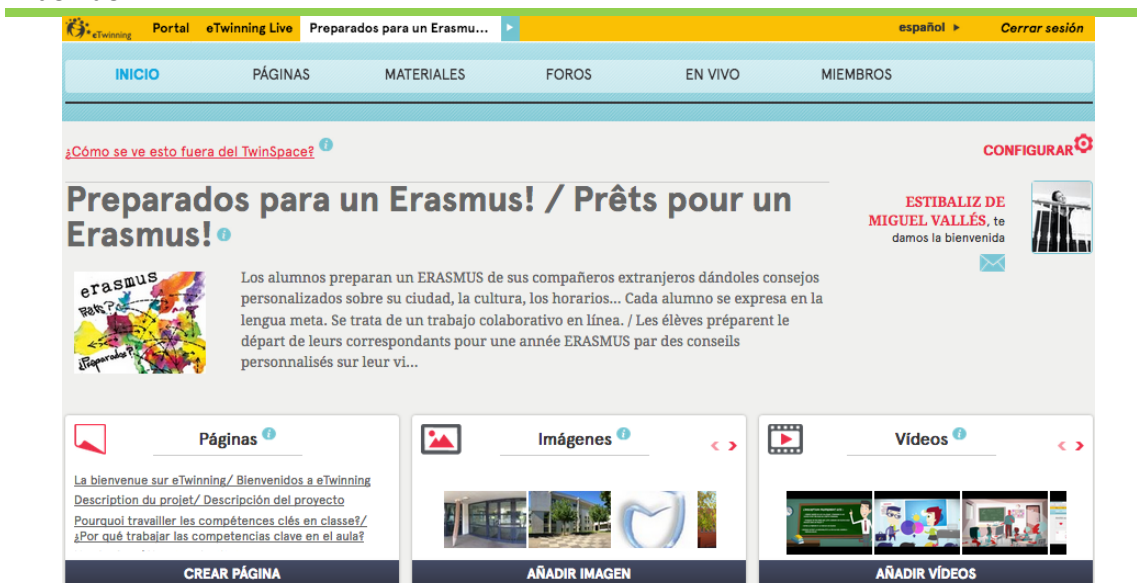 eTwinning Portal eTwinning Live Preparados para un Erasmu... español Cerrar sesión
INICIO PÁGINAS MATERIALES FOROS EN VIVO MIEMBROS
¿Cómo se ve esto fuera del TwinSpace?
CONFIGURAR
Preparados para un Erasmus! / Prêts pour un
Erasmus!
ESTIBALIZ DE
MIGUEL VALLÉS, te
damos la bienvenida
erasmus
Prêts?
¿Preparados?
Los alumnos preparan un ERASMUS de sus compañeros extranjeros dándoles consejos
personalizados sobre su ciudad, la cultura, los horarios... Cada alumno se expresa en la
lengua meta. Se trata de un trabajo colaborativo en línea. / Les élèves préparent le
départ de leurs correspondants pour une année ERASMUS par des conseils
personnalisés sur leur vi...
Páginas
La bienvenue sur eTwinning/ Bienvenidos a eTwinning
Description du projet/ Descripción del proyecto
Pourquoi travailler les compétences clés en classe?/
¿Por qué trabajar las competencias clave en el aula?
CREAR PÁGINA
Imágenes
AÑADIR IMAGEN
Vídeos
AÑADIR VÍDEOS